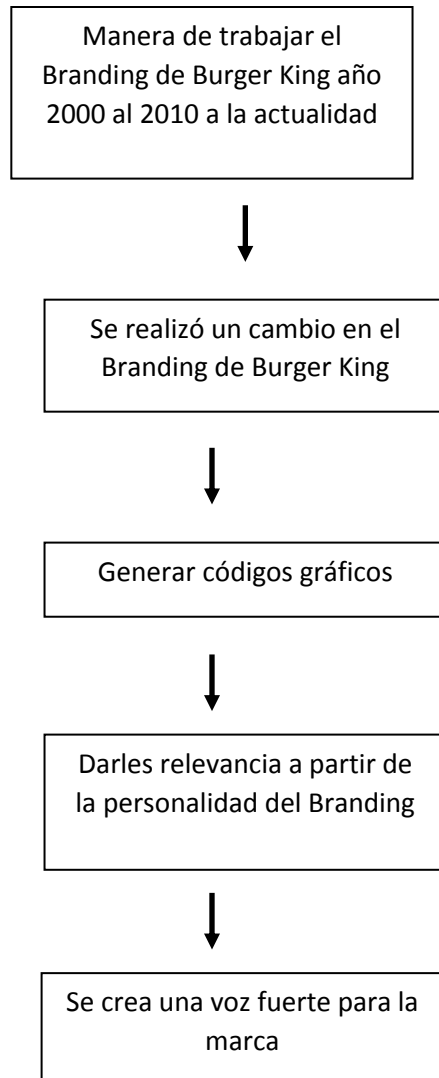 Manera de trabajar el
Branding de Burger King año
2000 al 2010 a la actualidad
Se realizó un cambio en el
Branding de Burger King
Generar códigos gráficos
Darles relevancia a partir de
la personalidad del Branding
Se crea una voz fuerte para la
marca